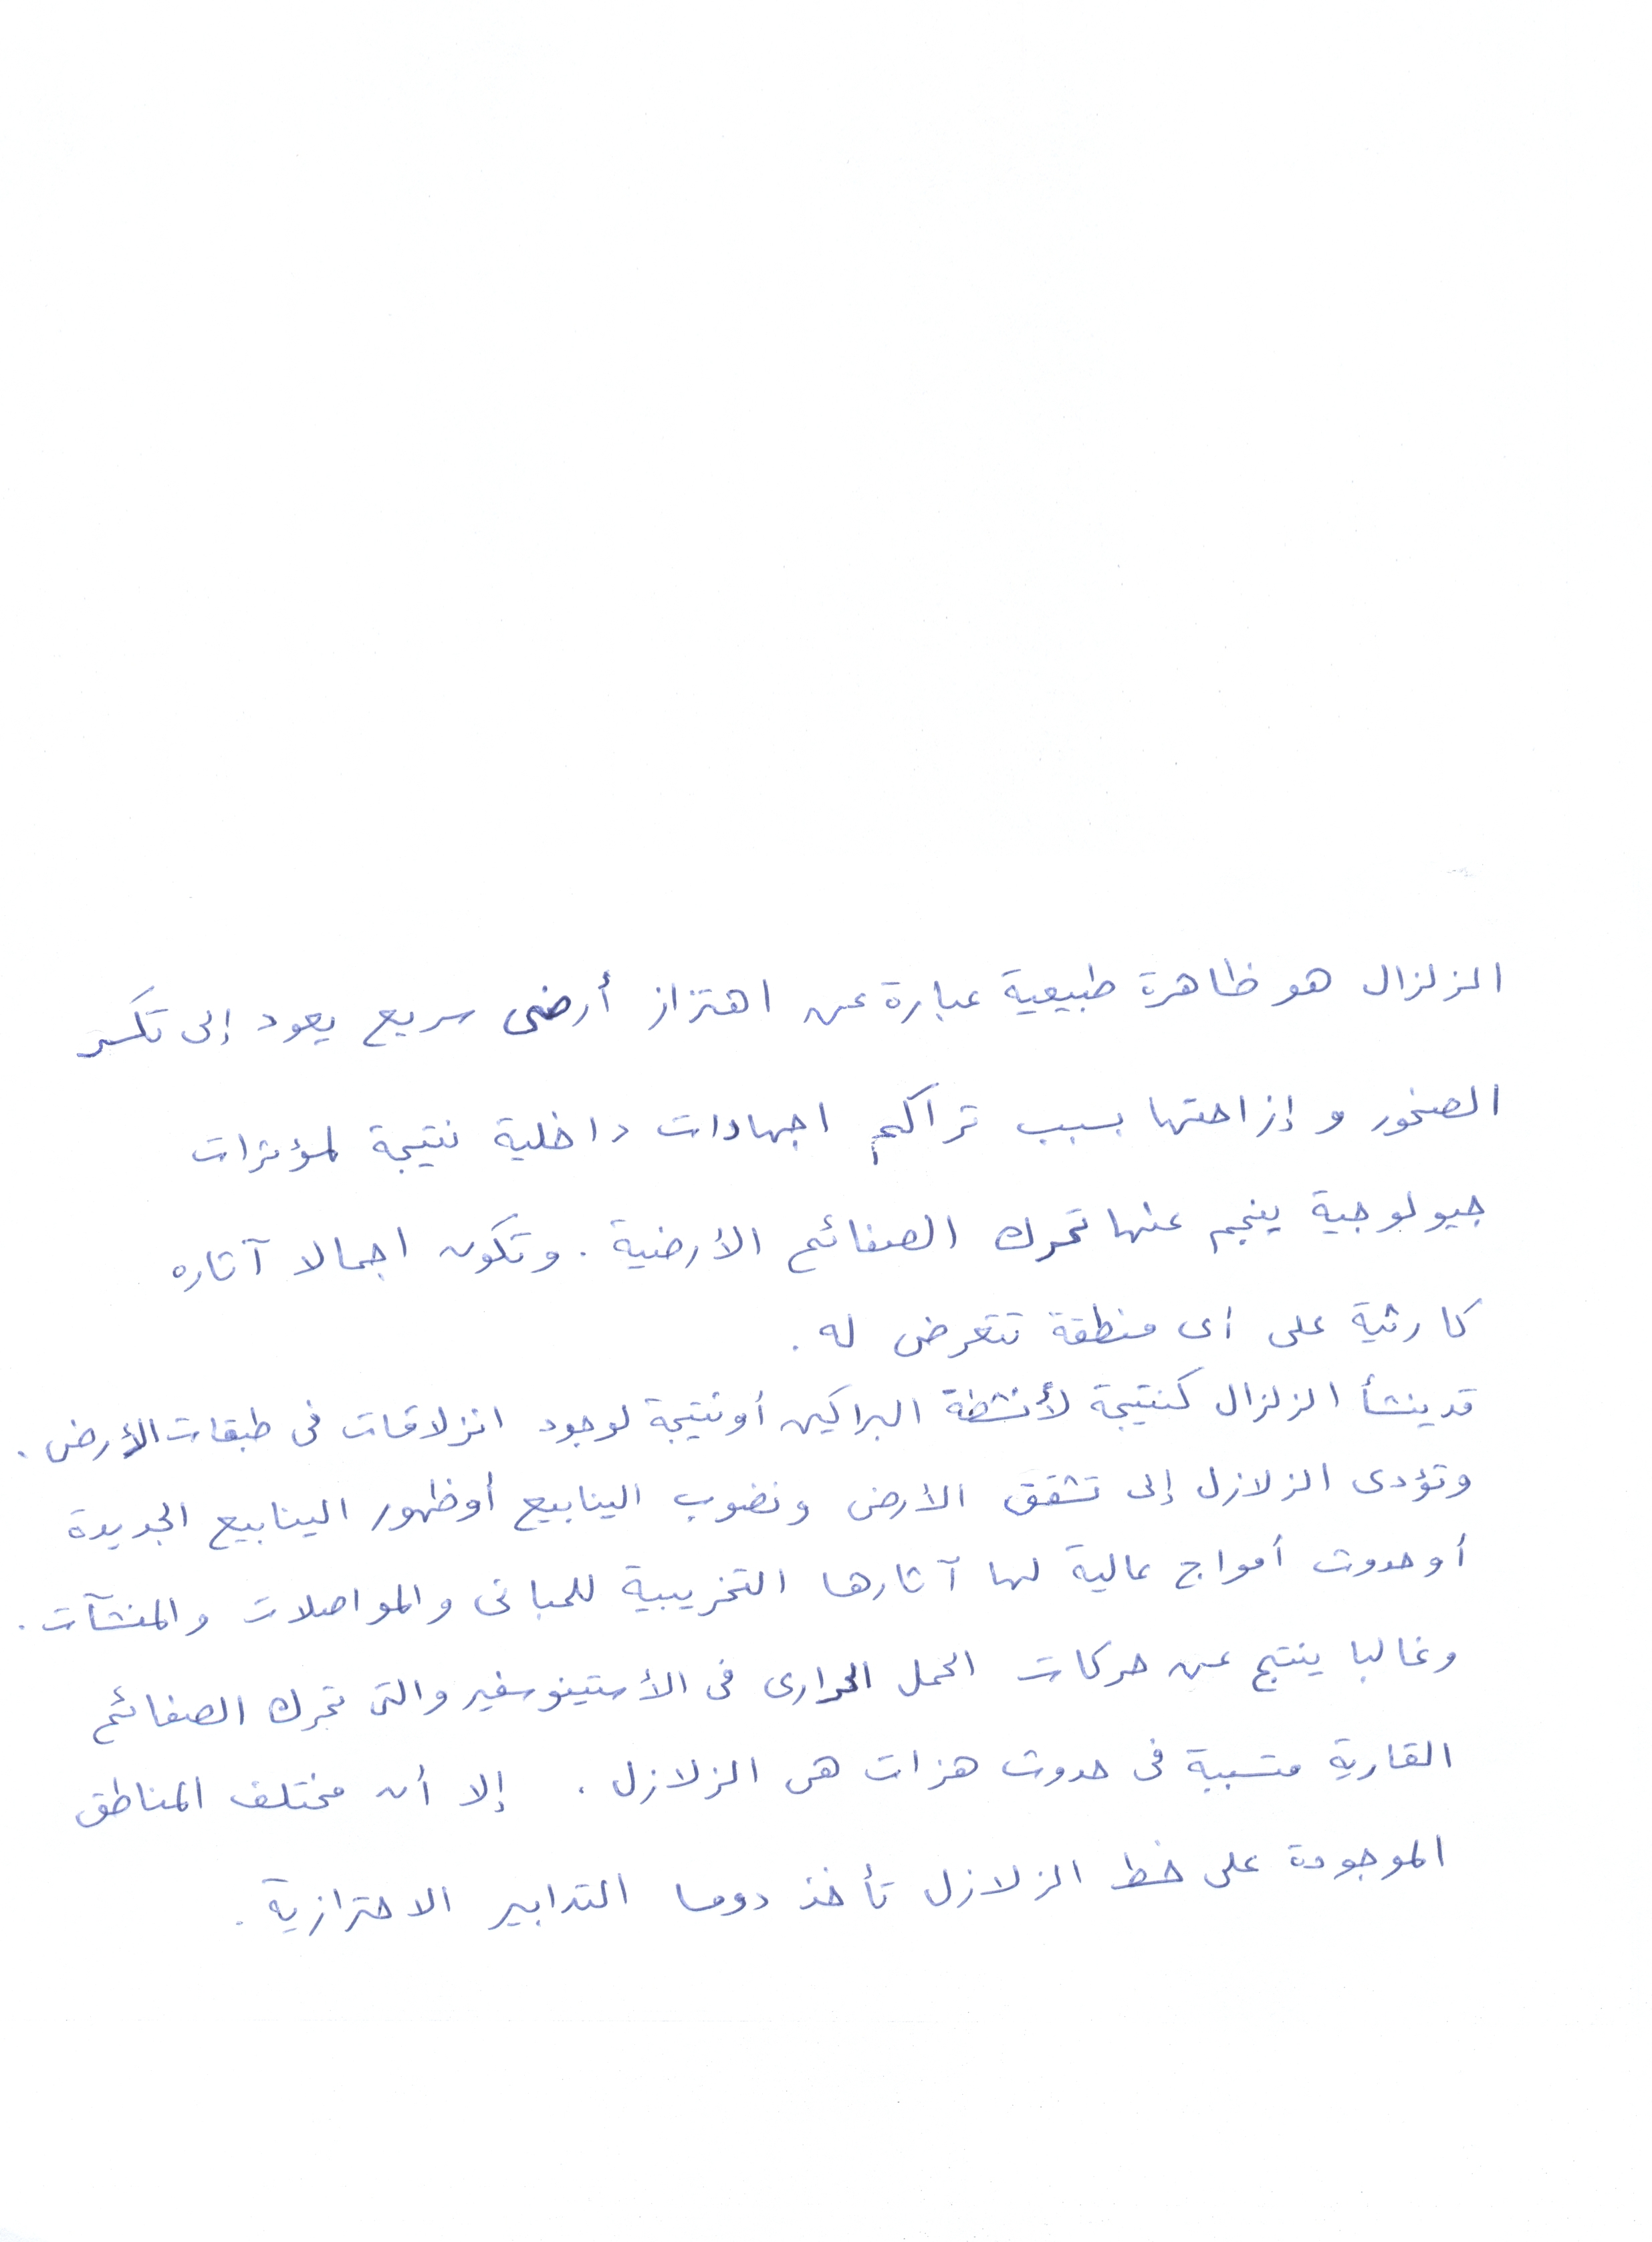 الزلزال هو ظاهرة طبيعية عبارة عن اهتزاز أرضى سريع يعود إلى تكسر
الصخور و إزاحتها بسبب تراكم اجهادات داخلية نتيجة لمؤثرات
جيولوجية ينجم عنها تحرك الصفائح الأرضية . وتكون اجمالا آثاره
كارثية على اى منطقة تتعرض له .
قد ينشأ الزلزال كنتيجة لأنشطة البراكين أو نتيجة لوجود انزلاقات فى طبقات الأرض .
وتؤدى الزلازل إلى تشقق الأرض ونضوب الينابيع أو ظهور الينابيع الجديدة
أو حدوث أمواج عالية لها آثارها التخريبية للمبانى والمواصلات والمنشآت .
وغالبا ينتج عن حركات الحمل الحرارى فى الأستينوسفير والتى تحرك الصفائح
القارية متسببة فى حدوث هزات هى الزلازل . إلا أن مختلف المناطق
الموجودة على خط الزلازل تأخذ دوما التدابير الاحترازية .